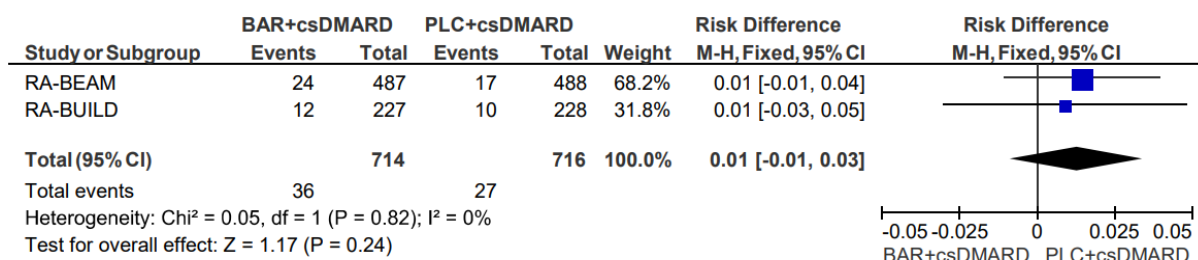 BAR+csDMARD PLC+csDMARD Risk Difference Risk Difference
Study or Subgroup Events Total Events Total Weight M-H, Fixed, 95% CI M-H, Fixed, 95% CI
RA-BEAM 24 487 17 488 68.2% 0.01 [-0.01, 0.04]
RA-BUILD 12 227 10 228 31.8% 0.01 [-0.03, 0.05]
Total (95% CI) 714 716 100.0% 0.01 [-0.01, 0.03]
Total events 36 27
Heterogeneity: Chi² = 0.05, df = 1 (P = 0.82); I² = 0%
Test for overall effect: Z = 1.17 (P = 0.24)
-0.05 -0.025 0 0.025 0.05
BAR+csDMARD PLC+csDMARD